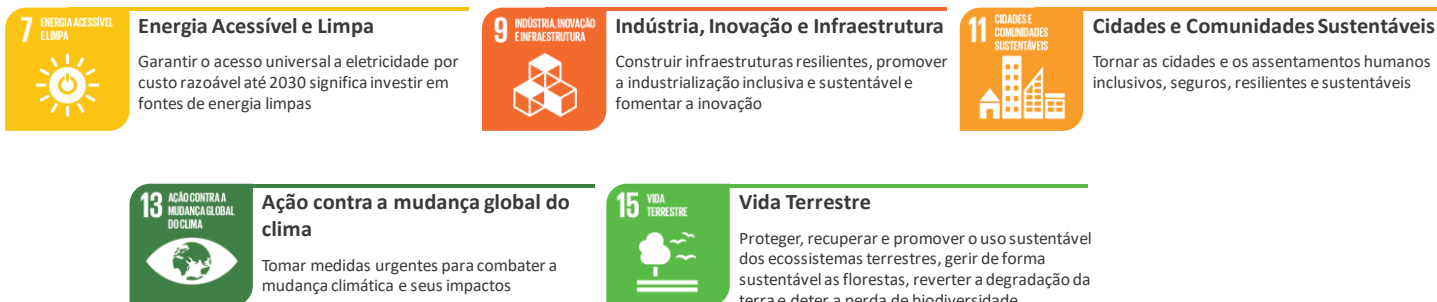 7 ENERGIA ACESSÍVEL
E LIMPA
Energia Acessível e Limpa
Garantir o acesso universal a eletricidade por
custo razoável até 2030 significa investir em
fontes de energia limpas
9 INDÚSTRIA, INOVAÇÃO
E INFRAESTRUTURA
Indústria, Inovação e Infraestrutura
Construir infraestruturas resilientes, promover
a industrialização inclusiva e sustentável e
fomentar a inovação
11 CIDADES E
COMUNIDADES
SUSTENTÁVEIS
Cidades e Comunidades Sustentáveis
Tornar as cidades e os assentamentos humanos
inclusivos, seguros, resilientes e sustentáveis
13 AÇÃO CONTRA A
MUDANÇA GLOBAL
DO CLIMA
Ação contra a mudança global do
clima
Tomar medidas urgentes para combater a
mudança climática e seus impactos
15 VIDA
TERRESTRE
Vida Terrestre
Proteger, recuperar e promover o uso sustentável
dos ecossistemas terrestres, gerir de forma
sustentável as florestas, reverter a degradação da
terra e deter a perda de biodiversidade